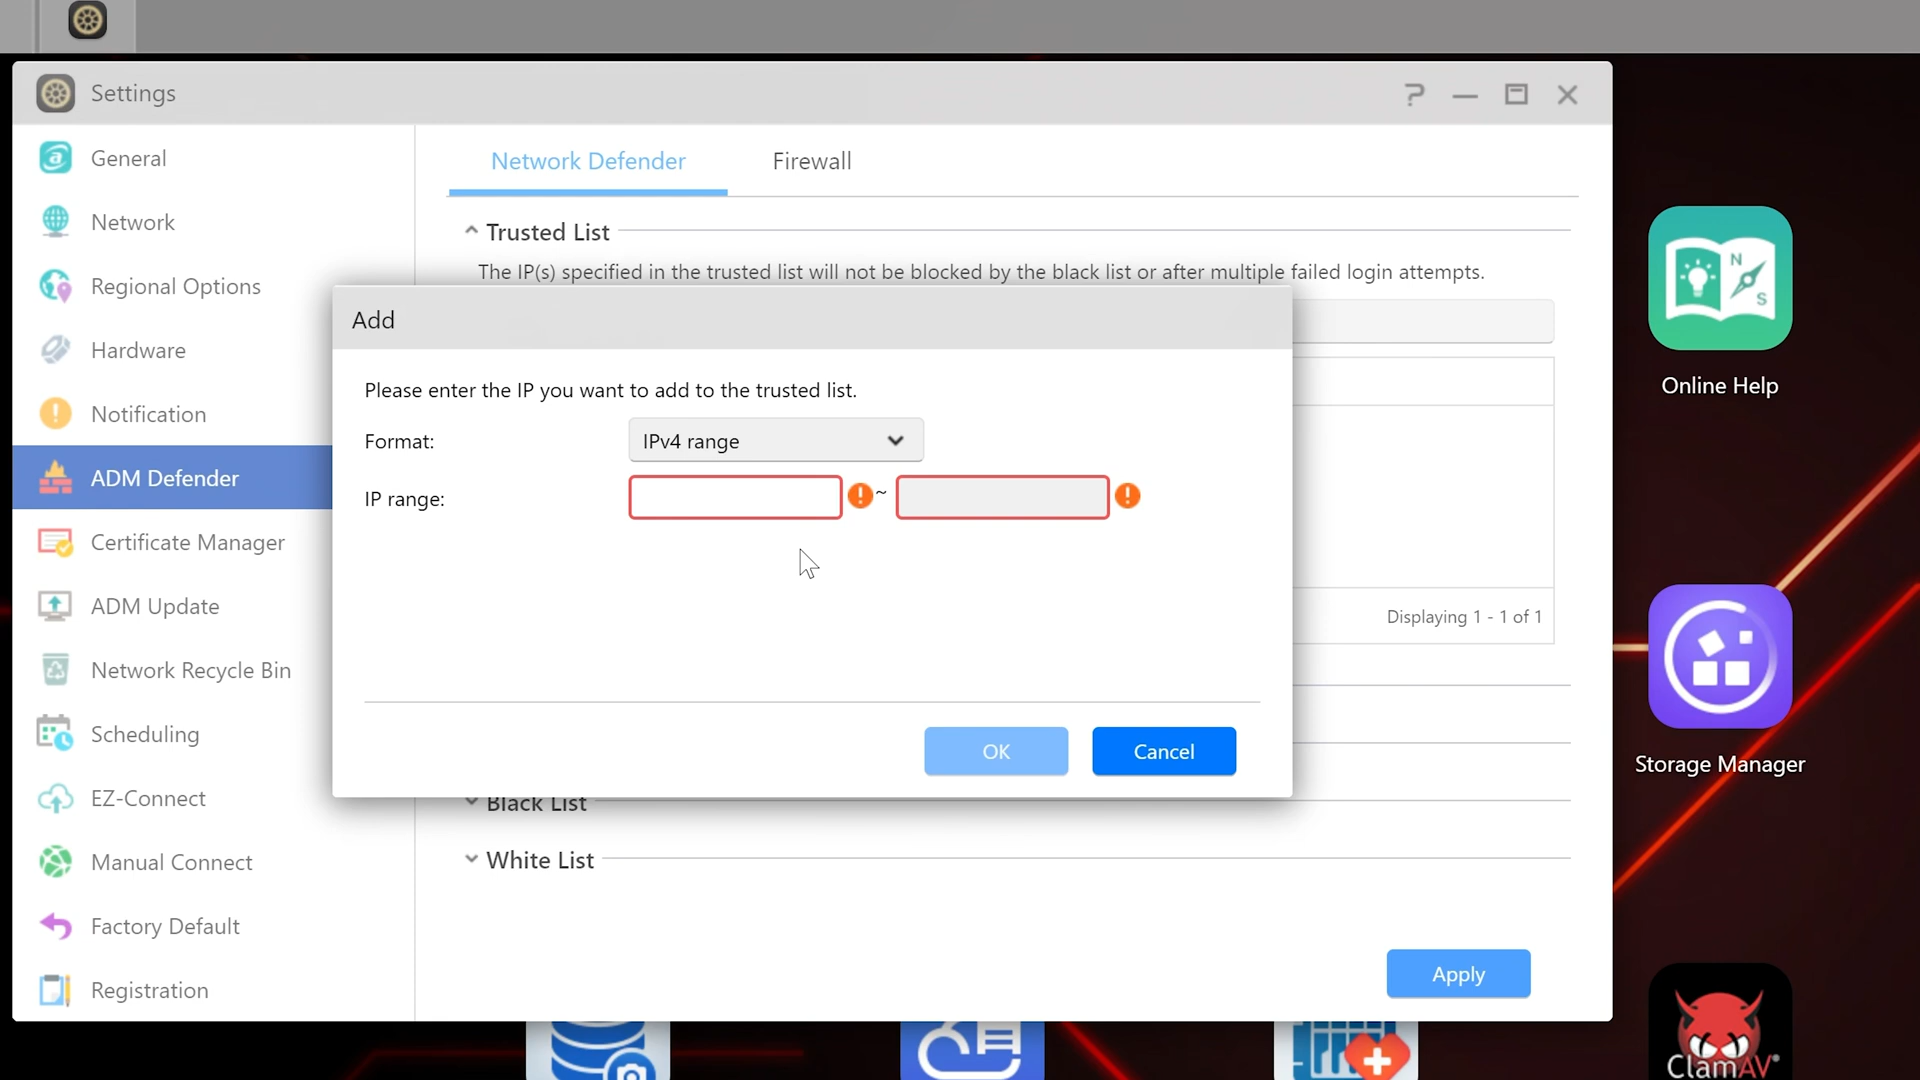 Settings
General
Network
Regional Options
Hardware
Notification
ADM Defender
Certificate Manager
ADM Update
Network Recycle Bin
Scheduling
EZ-Connect
Manual Connect
Factory Default
Registration
Network Defender
Firewall
Trusted List
The IP(s) specified in the trusted list will not be blocked by the black list or after multiple failed login attempts.
Add
Please enter the IP you want to add to the trusted list.
Format:
IPv4 range
IP range:
~
OK
Cancel
Displaying 1 - 1 of 1
Black List
White List
Apply
N
S
Online Help
Storage Manager
ClamAV®